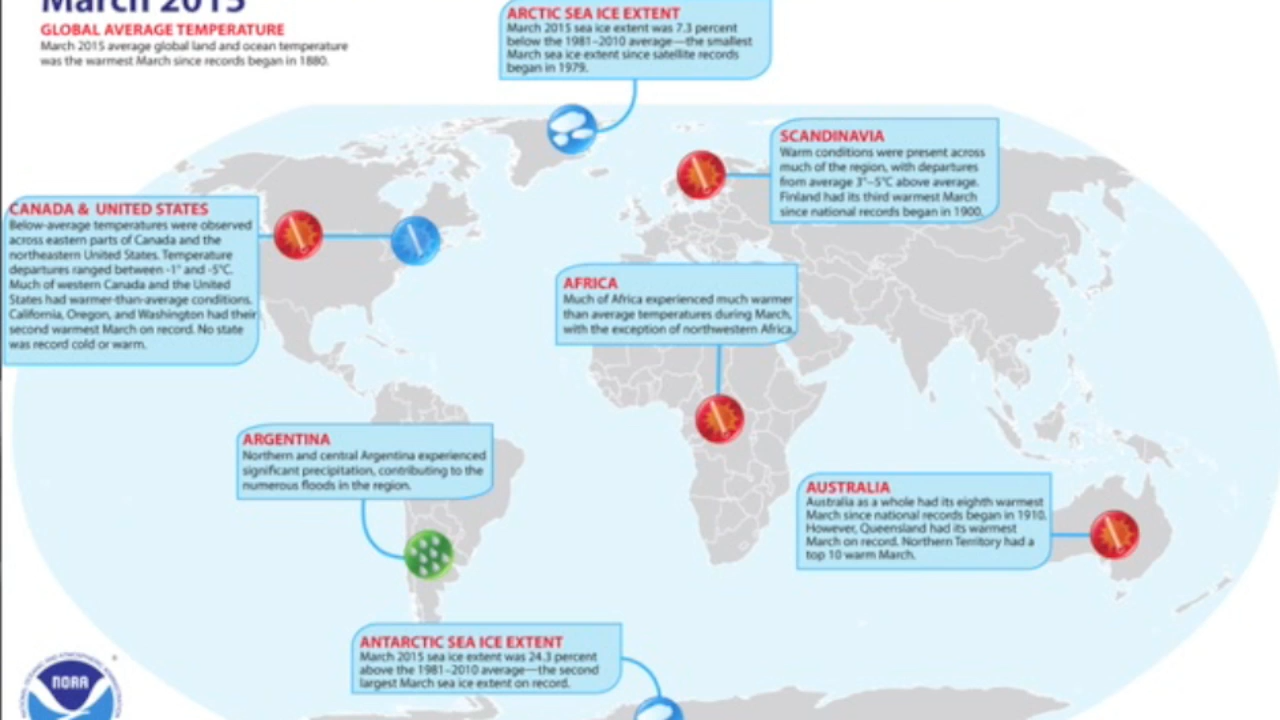 March 2015
GLOBAL AVERAGE TEMPERATURE
March 2015 average global land and ocean temperature
was the warmest March since records began in 1880.
ARCTIC SEA ICE EXTENT
March 2015 sea ice extent was 7.3 percent
below the 1981–2010 average—the smallest
March sea ice extent since satellite records
began in 1979.
SCANDINAVIA
Warm conditions were present across
much of the region, with departures
from average 3°–5°C above average.
Finland had its third warmest March
since national records began in 1900.
CANADA & UNITED STATES
Below-average temperatures were observed
across eastern parts of Canada and the
northeastern United States. Temperature
departures ranged between -1° and -5°C.
Much of western Canada and the United
States had warmer-than-average conditions.
California, Oregon, and Washington had their
second warmest March on record. No state
was record cold or warm.
AFRICA
Much of Africa experienced much warmer
than average temperatures during March,
with the exception of northwestern Africa.
ARGENTINA
Northern and central Argentina experienced
significant precipitation, contributing to the
numerous floods in the region.
AUSTRALIA
Australia as a whole had its eighth warmest
March since national records began in 1910.
However, Queensland had its warmest
March on record. Northern Territory had a
top 10 warm March.
ANTARCTIC SEA ICE EXTENT
March 2015 sea ice extent was 24.3 percent
above the 1981–2010 average—the second
largest March sea ice extent on record.
NOAA